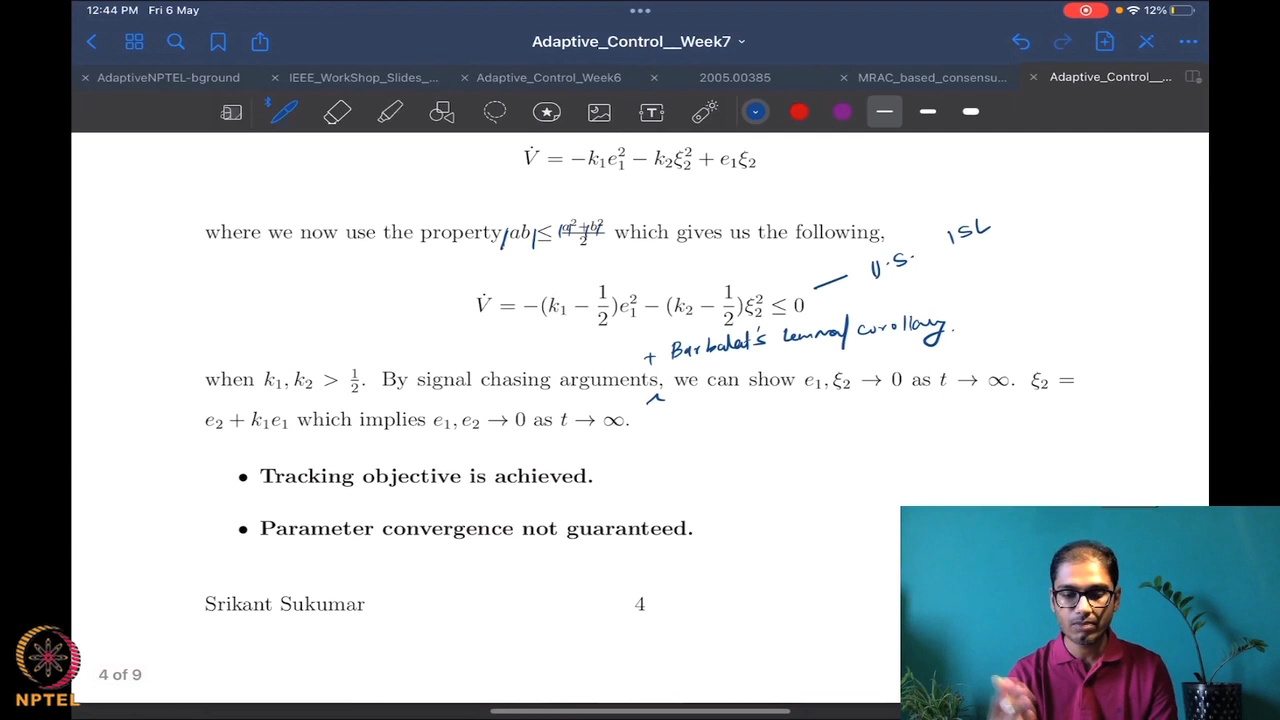 12:44 PM Fri 6 May
12%
Adaptive_Control__Week7
AdaptiveNPTEL-bground
IEEE_WorkShop_Slides_...
Adaptive_Control_Week6
2005.00385
MRAC_based_consensu...
Adaptive_Control__...
V̇ = −k₁e₁² − k₂ξ₂² + e₁ξ₂
where we now use the property |ab| ≤ (|a|²+|b|²)/2 which gives us the following,
U.S. ISL
V̇ = −(k₁ − 1/2)e₁² − (k₂ − 1/2)ξ₂² ≤ 0
+ Barbalat's lemma/corollary.
when k₁, k₂ > 1/2. By signal chasing arguments, we can show e₁, ξ₂ → 0 as t → ∞. ξ₂ =
e₂ + k₁e₁ which implies e₁, e₂ → 0 as t → ∞.
• Tracking objective is achieved.
• Parameter convergence not guaranteed.
Srikant Sukumar
4
4 of 9
NPTEL